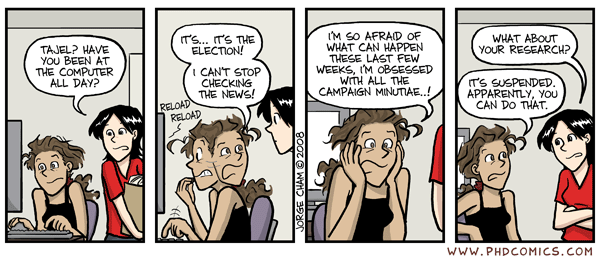 TAJEL? HAVE
YOU BEEN AT
THE COMPUTER
ALL DAY?
IT'S... IT'S THE
ELECTION!
I CAN'T STOP
CHECKING
THE NEWS!
RELOAD
RELOAD
JORGE CHAM © 2008
I'M SO AFRAID OF
WHAT CAN HAPPEN
THESE LAST FEW
WEEKS, I'M OBSESSED
WITH ALL THE
CAMPAIGN MINUTIAE..!
WHAT ABOUT
YOUR RESEARCH?
IT'S SUSPENDED.
APPARENTLY, YOU
CAN DO THAT.
WWW.PHDCOMICS.COM